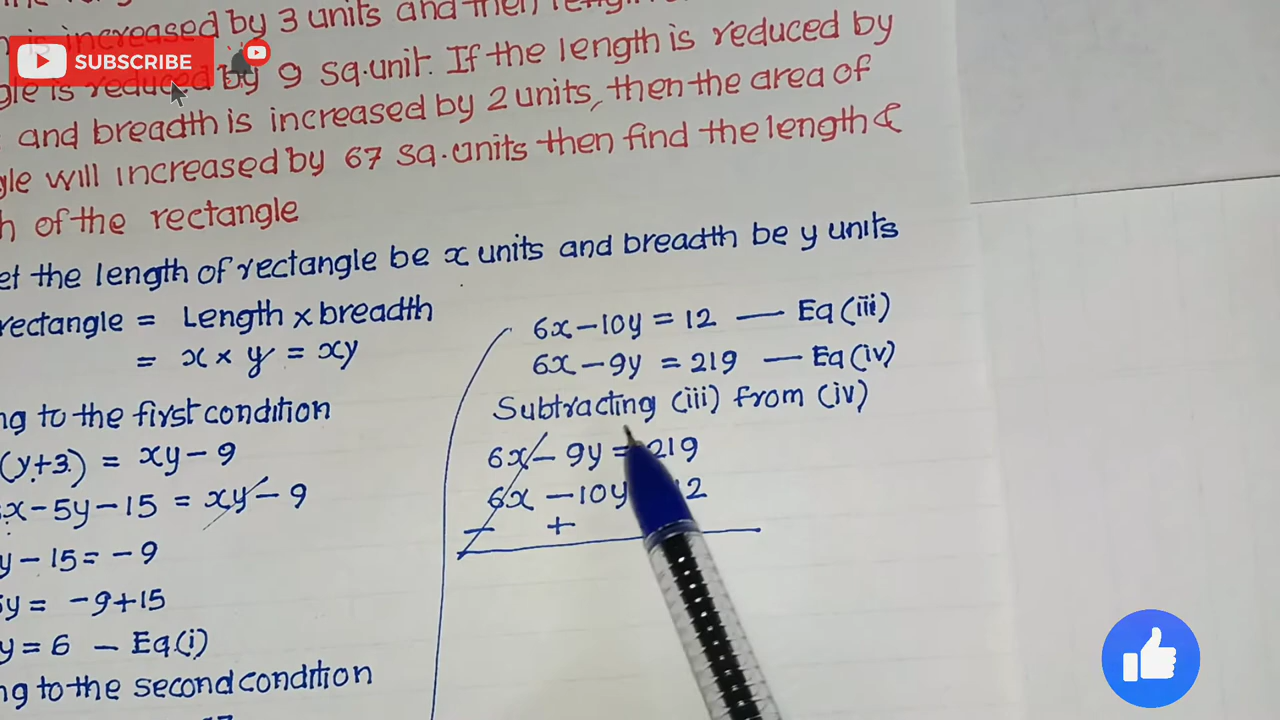 is increased by 3 units and then
SUBSCRIBE
gle is reduced by 9 sq.unit. If the length is reduced by
and breadth is increased by 2 units, then the area of
gle will increased by 67 sq.units then find the length &
h of the rectangle
et the length of rectangle be x units and breadth be y units
rectangle = Length × breadth
= x × y = xy
ng to the first condition
(y+3) = xy - 9
x - 5y - 15 = xy - 9
y - 15 = -9
5y = -9+15
y = 6 - Eq(i)
ng to the second condition
6x - 10y = 12 — Eq(iii)
6x - 9y = 219 — Eq(iv)
Subtracting (iii) from (iv)
6x - 9y = 219
6x - 10y 12
- +